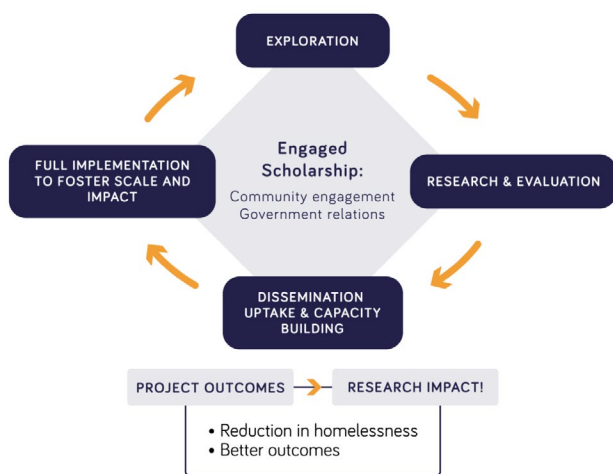 EXPLORATION
Engaged
Scholarship:
Community engagement
Government relations
FULL IMPLEMENTATION
TO FOSTER SCALE AND
IMPACT
RESEARCH & EVALUATION
DISSEMINATION
UPTAKE & CAPACITY
BUILDING
PROJECT OUTCOMES
RESEARCH IMPACT!
• Reduction in homelessness
• Better outcomes